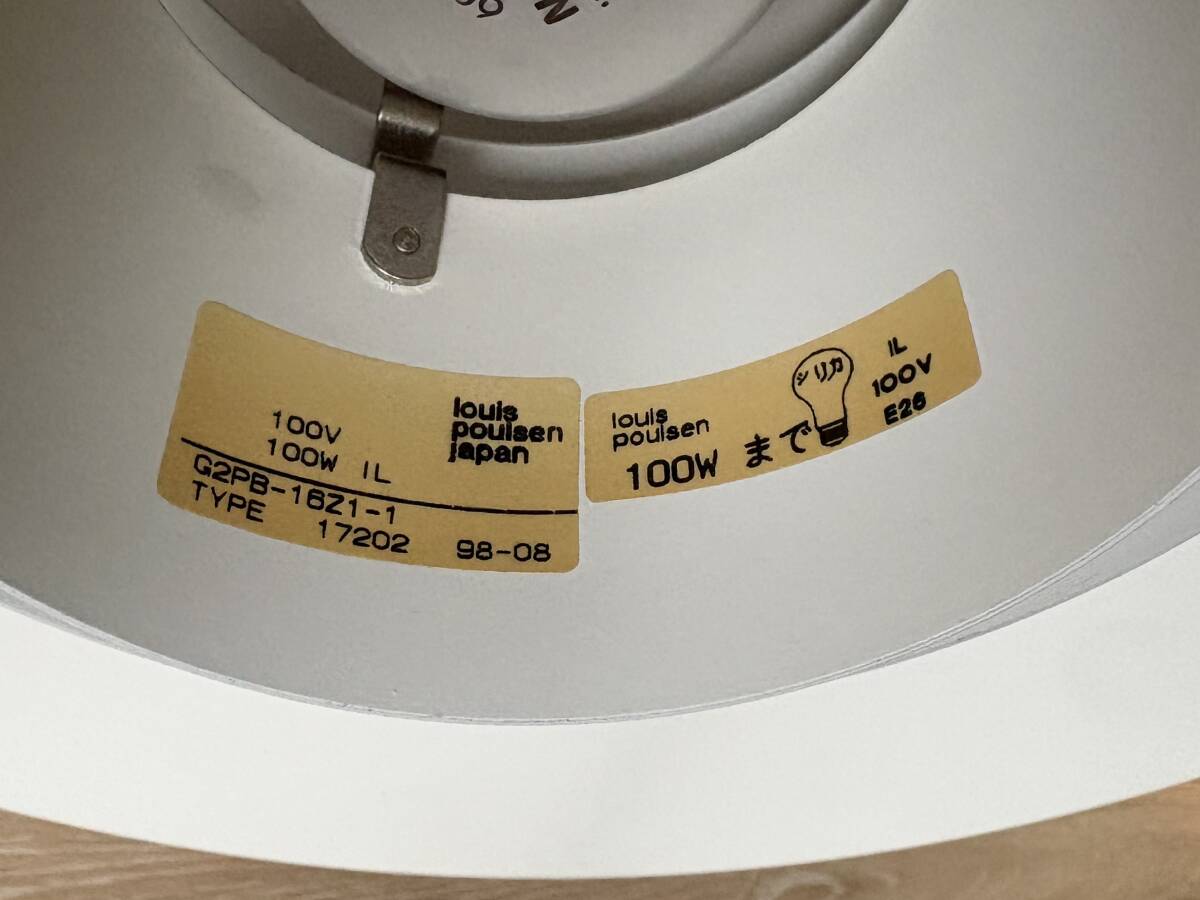 100V
100W IL
louis
poulsen
japan
G2PB-16Z1-1
TYPE 17202 98-08
louis
poulsen
100W まで
シリカ
IL
100V
E26